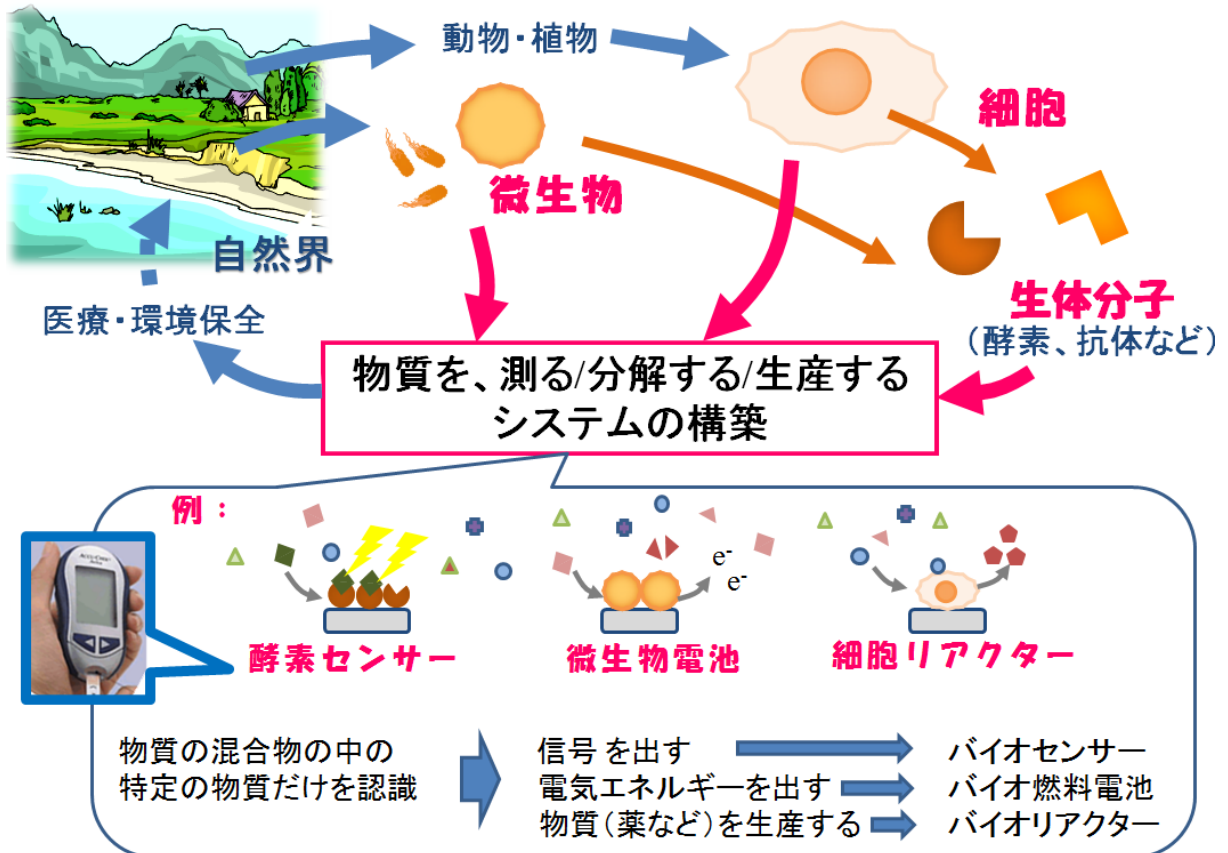 動物・植物
細胞
微生物
自然界
生体分子
（酵素、抗体など）
医療・環境保全
物質を、測る/分解する/生産する
システムの構築
例：
e-
e-
ACCU-CHEK
酵素センサー
微生物電池
細胞リアクター
物質の混合物の中の
特定の物質だけを認識
信号 を出す
バイオセンサー
電気エネルギーを出す
バイオ燃料電池
物質（薬など）を生産する
バイオリアクター